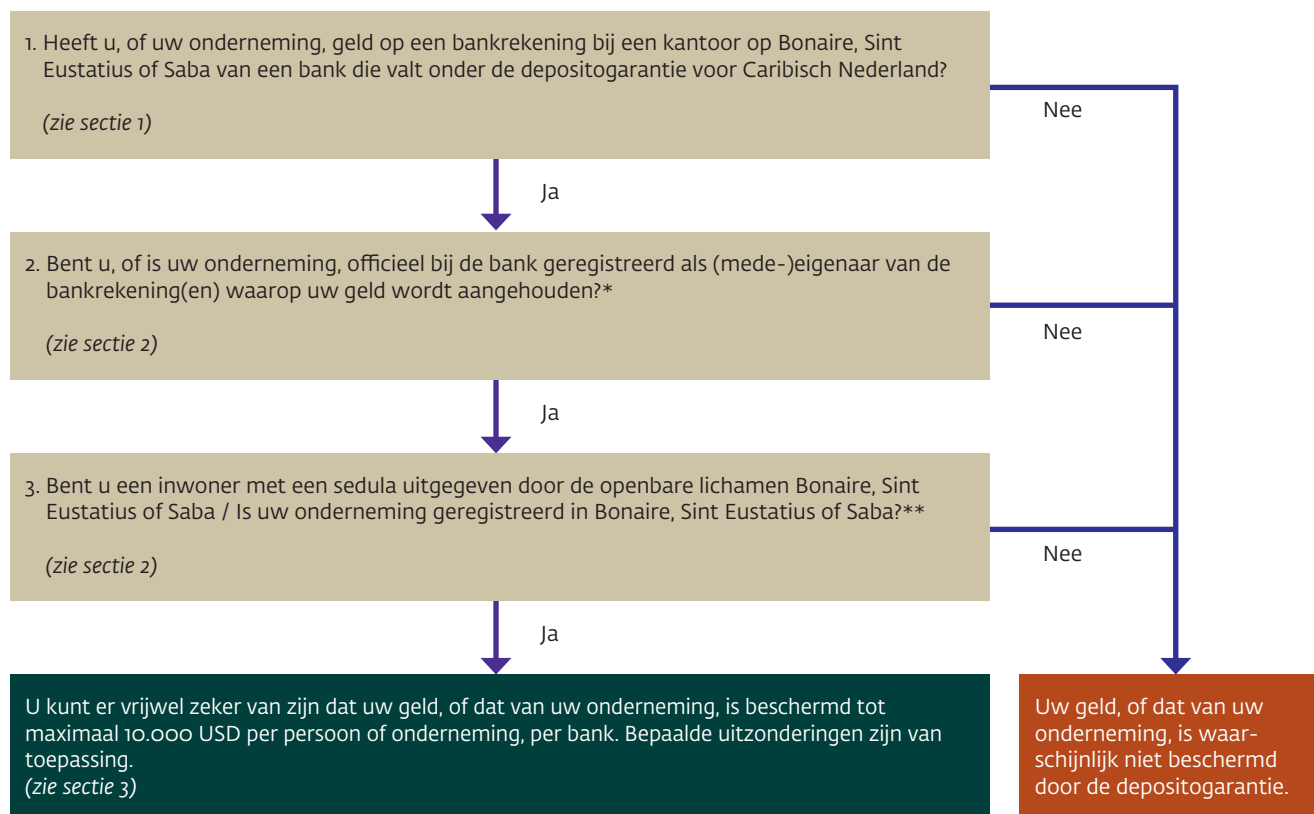 1. Heeft u, of uw onderneming, geld op een bankrekening bij een kantoor op Bonaire, Sint
Eustatius of Saba van een bank die valt onder de depositogarantie voor Caribisch Nederland?
(zie sectie 1)
Nee
Ja
2. Bent u, of is uw onderneming, officieel bij de bank geregistreerd als (mede-)eigenaar van de
bankrekening(en) waarop uw geld wordt aangehouden?*
(zie sectie 2)
Nee
Ja
3. Bent u een inwoner met een sedula uitgegeven door de openbare lichamen Bonaire, Sint
Eustatius of Saba / Is uw onderneming geregistreerd in Bonaire, Sint Eustatius of Saba?**
(zie sectie 2)
Nee
Ja
U kunt er vrijwel zeker van zijn dat uw geld, of dat van uw onderneming, is beschermd tot
maximaal 10.000 USD per persoon of onderneming, per bank. Bepaalde uitzonderingen zijn van
toepassing.
(zie sectie 3)
Uw geld, of dat van uw
onderneming, is waar-
schijnlijk niet beschermd
door de depositogarantie.